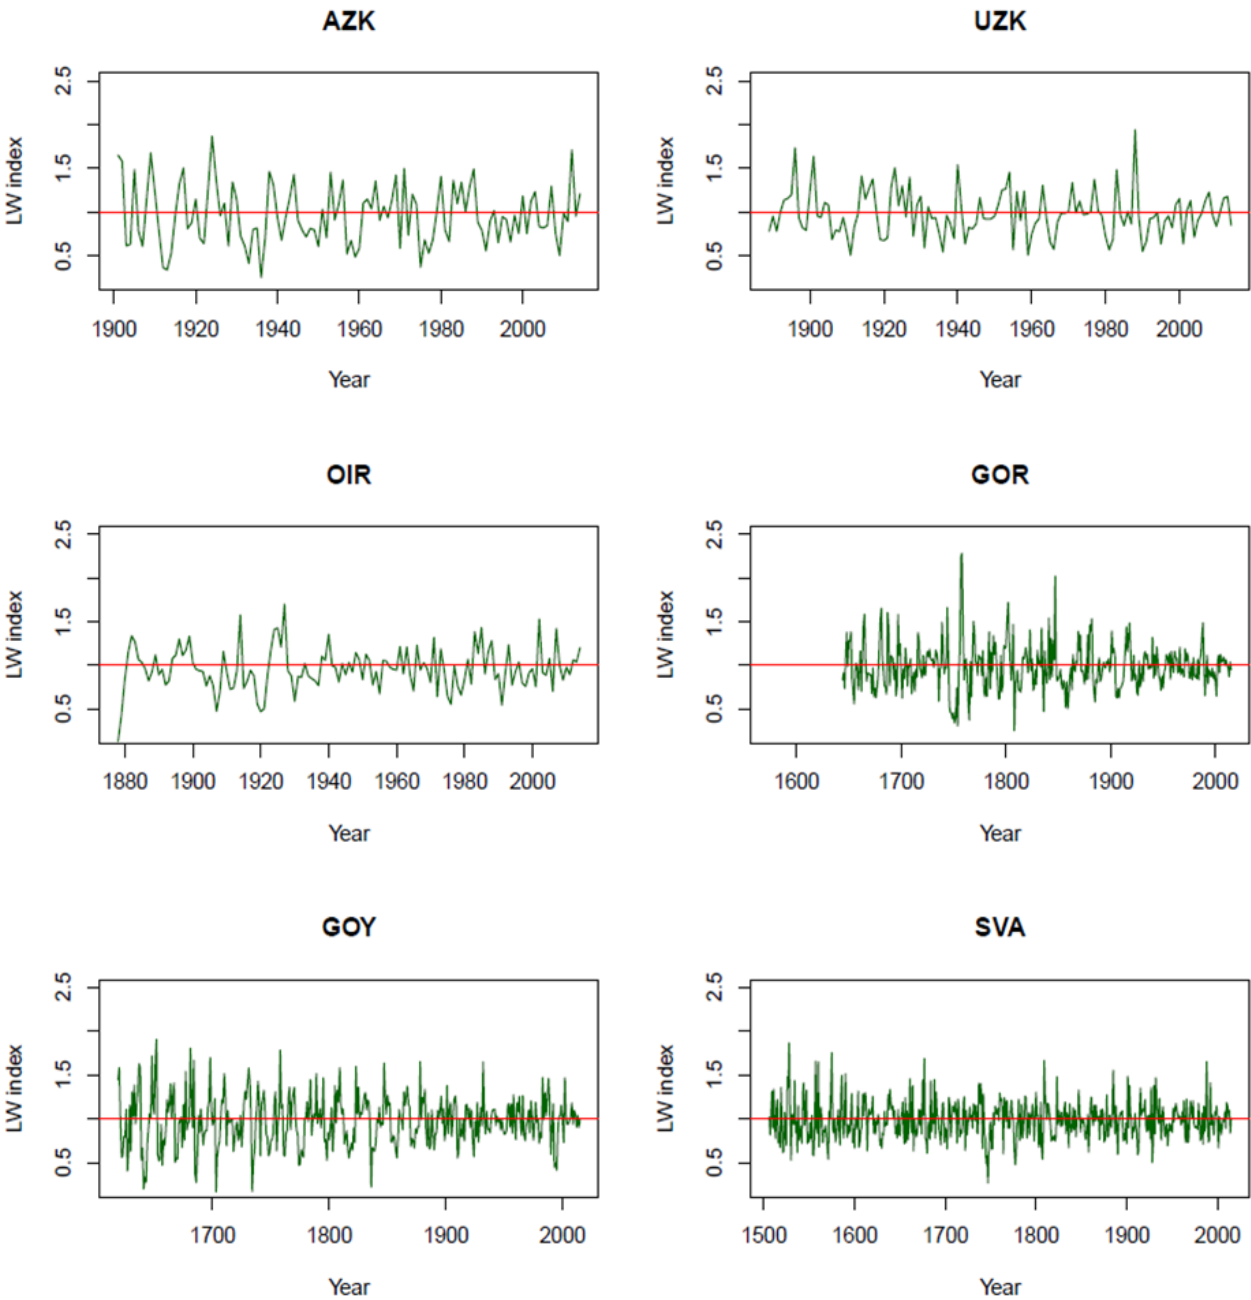 AZK
UZK
2.5
1.5
0.5
LW index
1900 1920 1940 1960 1980 2000
Year
2.5
1.5
0.5
LW index
1900 1920 1940 1960 1980 2000
Year
OIR
GOR
2.5
1.5
0.5
LW index
1880 1900 1920 1940 1960 1980 2000
Year
2.5
1.5
0.5
LW index
1600 1700 1800 1900 2000
Year
GOY
SVA
2.5
1.5
0.5
LW index
1700 1800 1900 2000
Year
2.5
1.5
0.5
LW index
1500 1600 1700 1800 1900 2000
Year